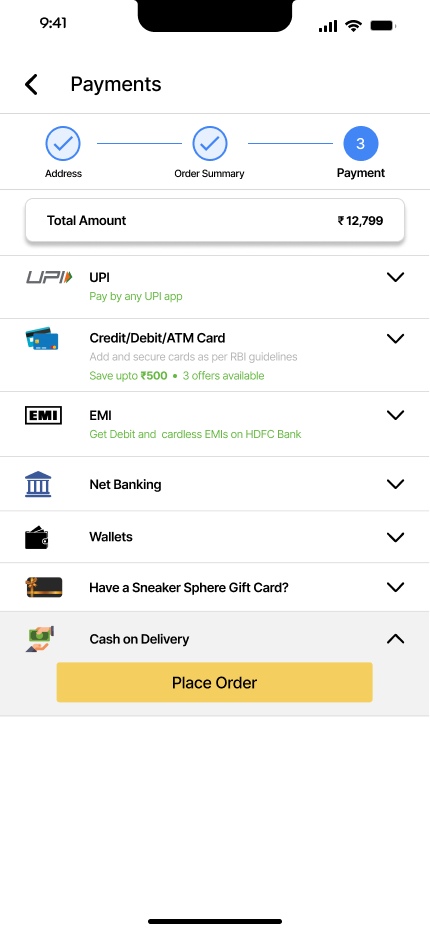 9:41
Payments
3
Address
Order Summary
Payment
Total Amount
₹ 12,799
UPI
UPI
Pay by any UPI app
Credit/Debit/ATM Card
Add and secure cards as per RBI guidelines
Save upto ₹500 • 3 offers available
EMI
EMI
Get Debit and cardless EMIs on HDFC Bank
Net Banking
Wallets
Have a Sneaker Sphere Gift Card?
Cash on Delivery
Place Order